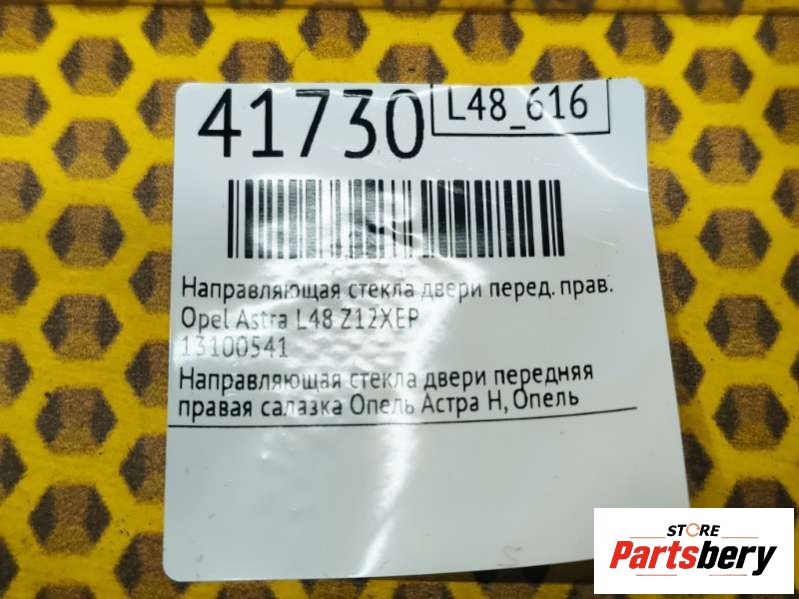 41730
L48_616
Направляющая стекла двери перед. прав.
Opel Astra L48 Z12XEP
13100541
Направляющая стекла двери передняя
правая салазка Опель Астра H, Опель
STORE
Partsbery